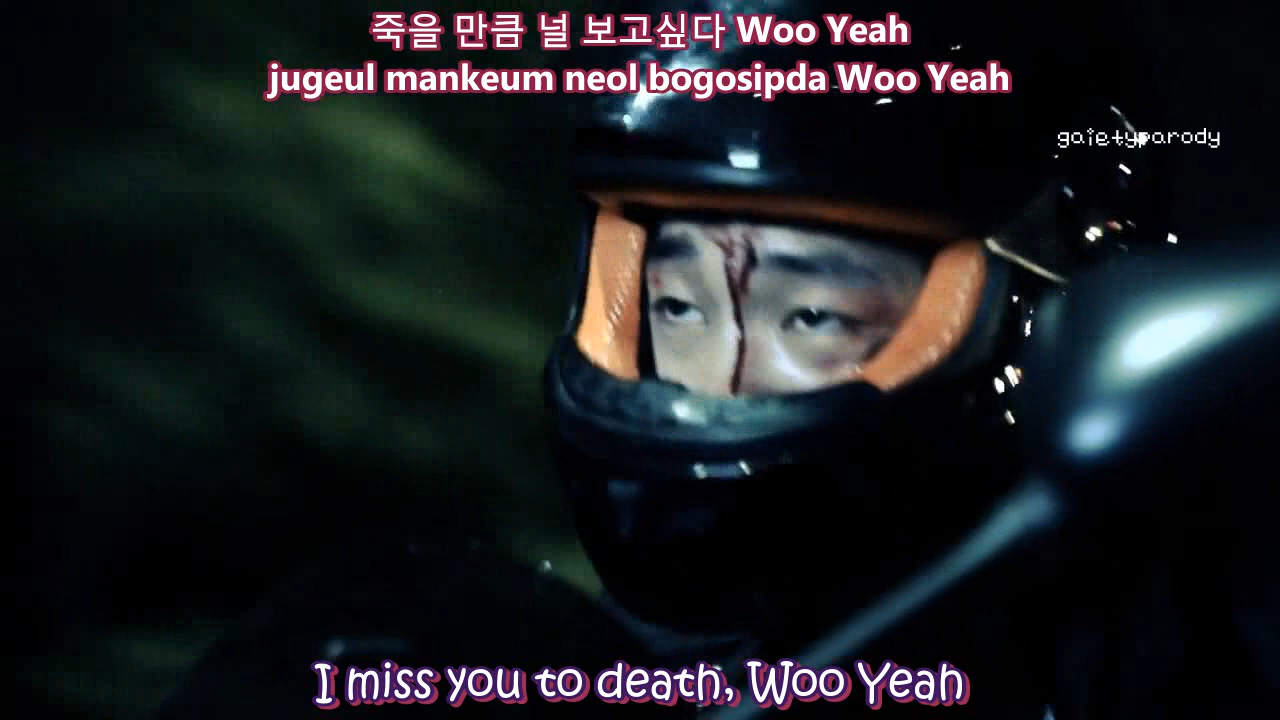 죽을 만큼 널 보고싶다 Woo Yeah
jugeul mankeum neol bogosipda Woo Yeah
gaietyparody
I miss you to death, Woo Yeah